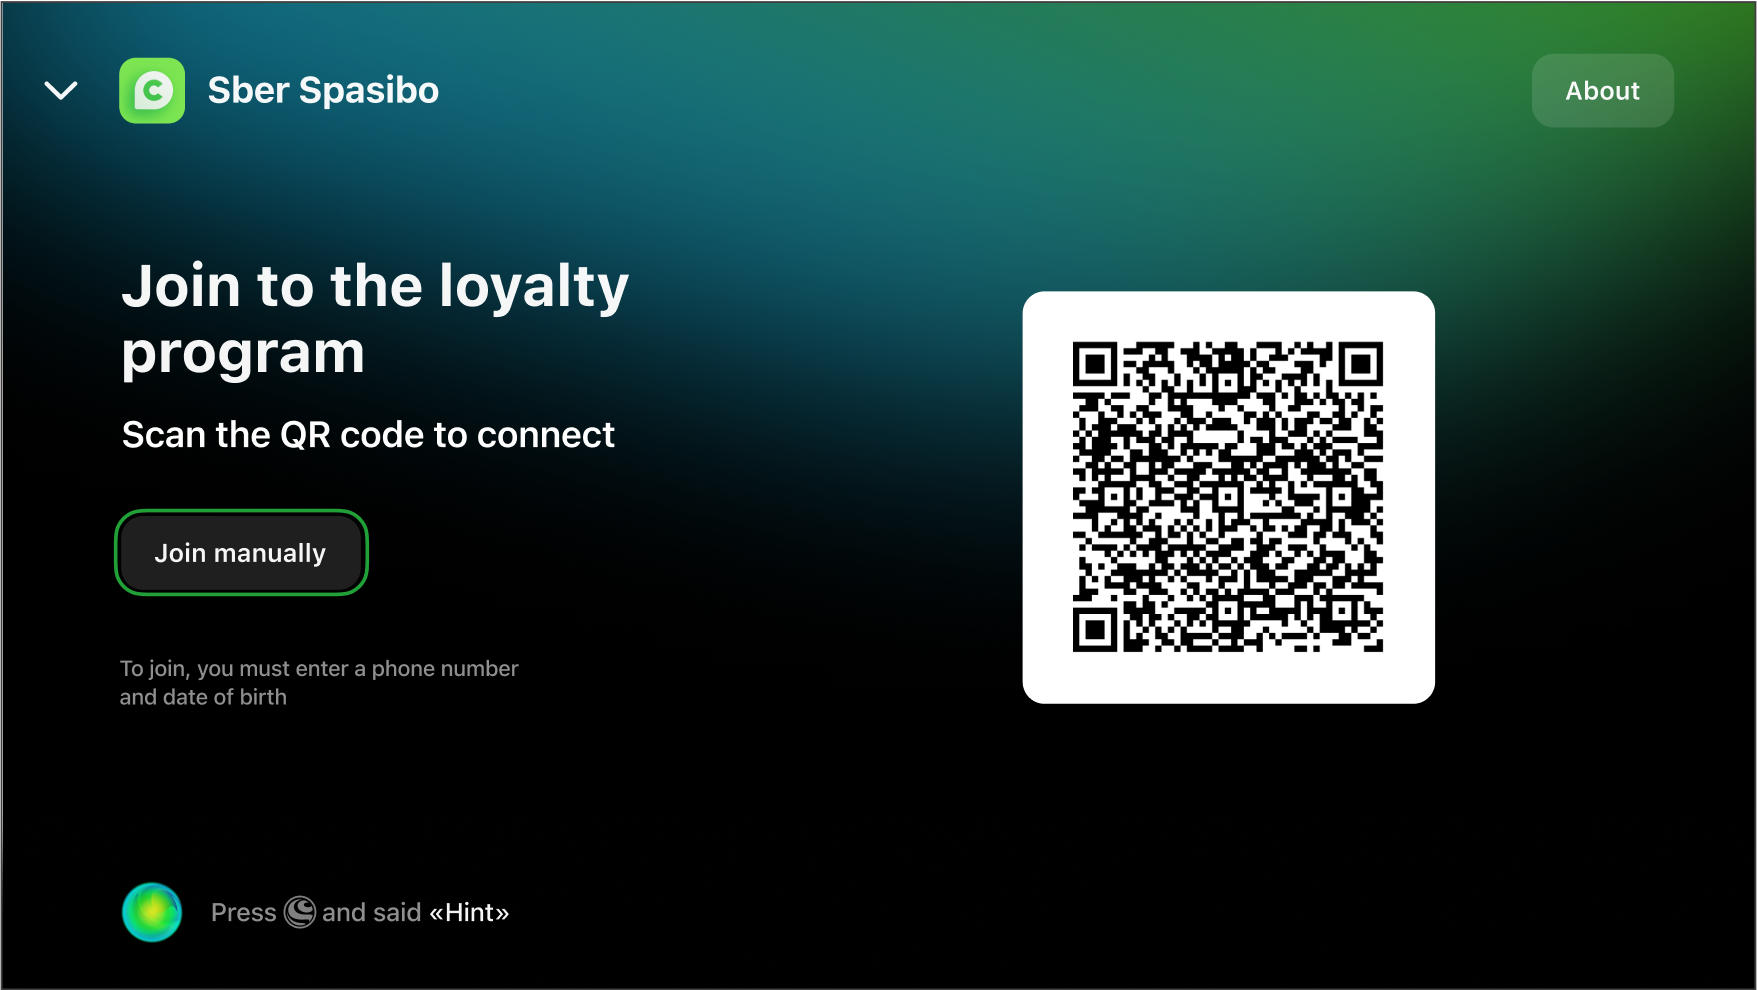 Sber Spasibo
About
Join to the loyalty
program
Scan the QR code to connect
Join manually
To join, you must enter a phone number
and date of birth
Press and said «Hint»